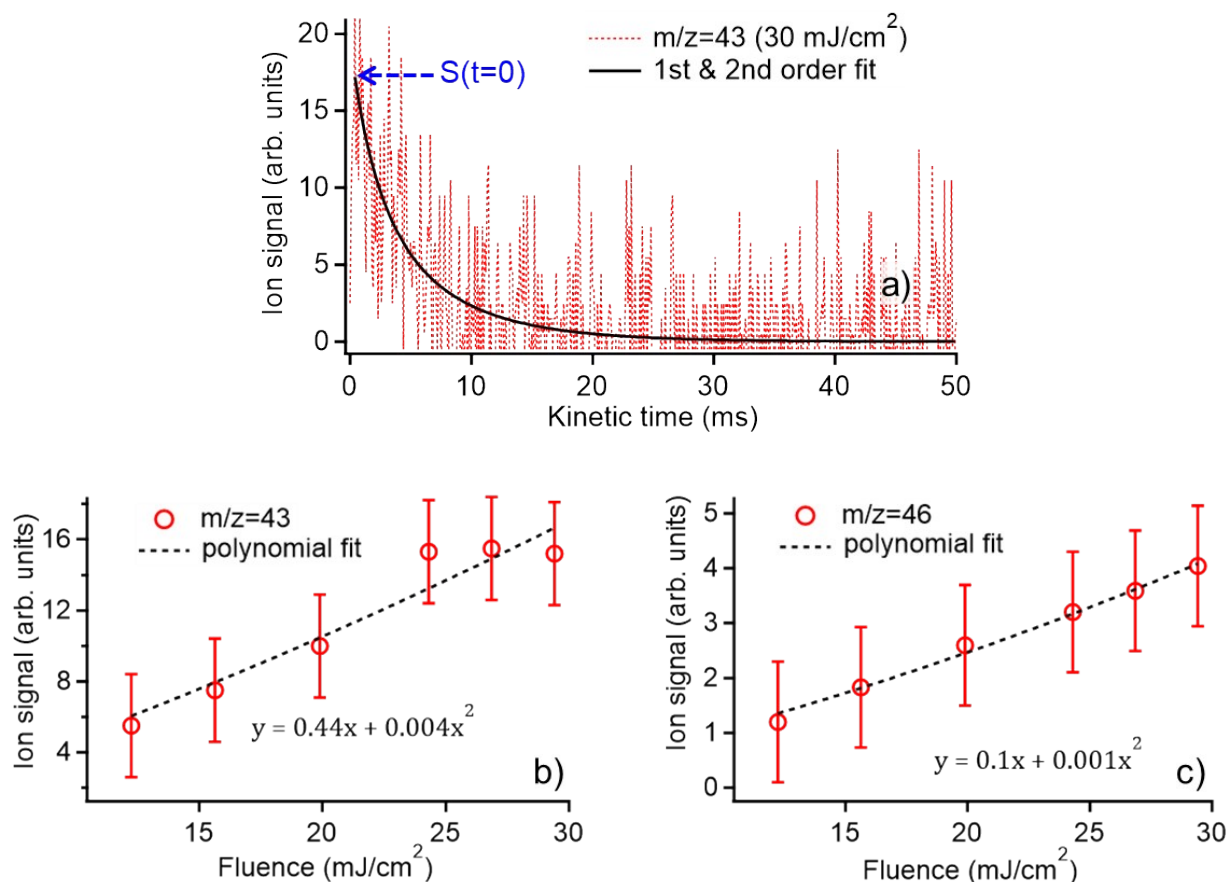 20
15
10
5
0
Ion signal (arb. units)
m/z=43 (30 mJ/cm²)
1st & 2nd order fit
S(t=0)
a)
0 10 20 30 40 50
Kinetic time (ms)
16
12
8
4
Ion signal (arb. units)
m/z=43
polynomial fit
y = 0.44x + 0.004x²
b)
15 20 25 30
Fluence (mJ/cm²)
5
4
3
2
1
0
Ion signal (arb. units)
m/z=46
polynomial fit
y = 0.1x + 0.001x²
c)
15 20 25 30
Fluence (mJ/cm²)